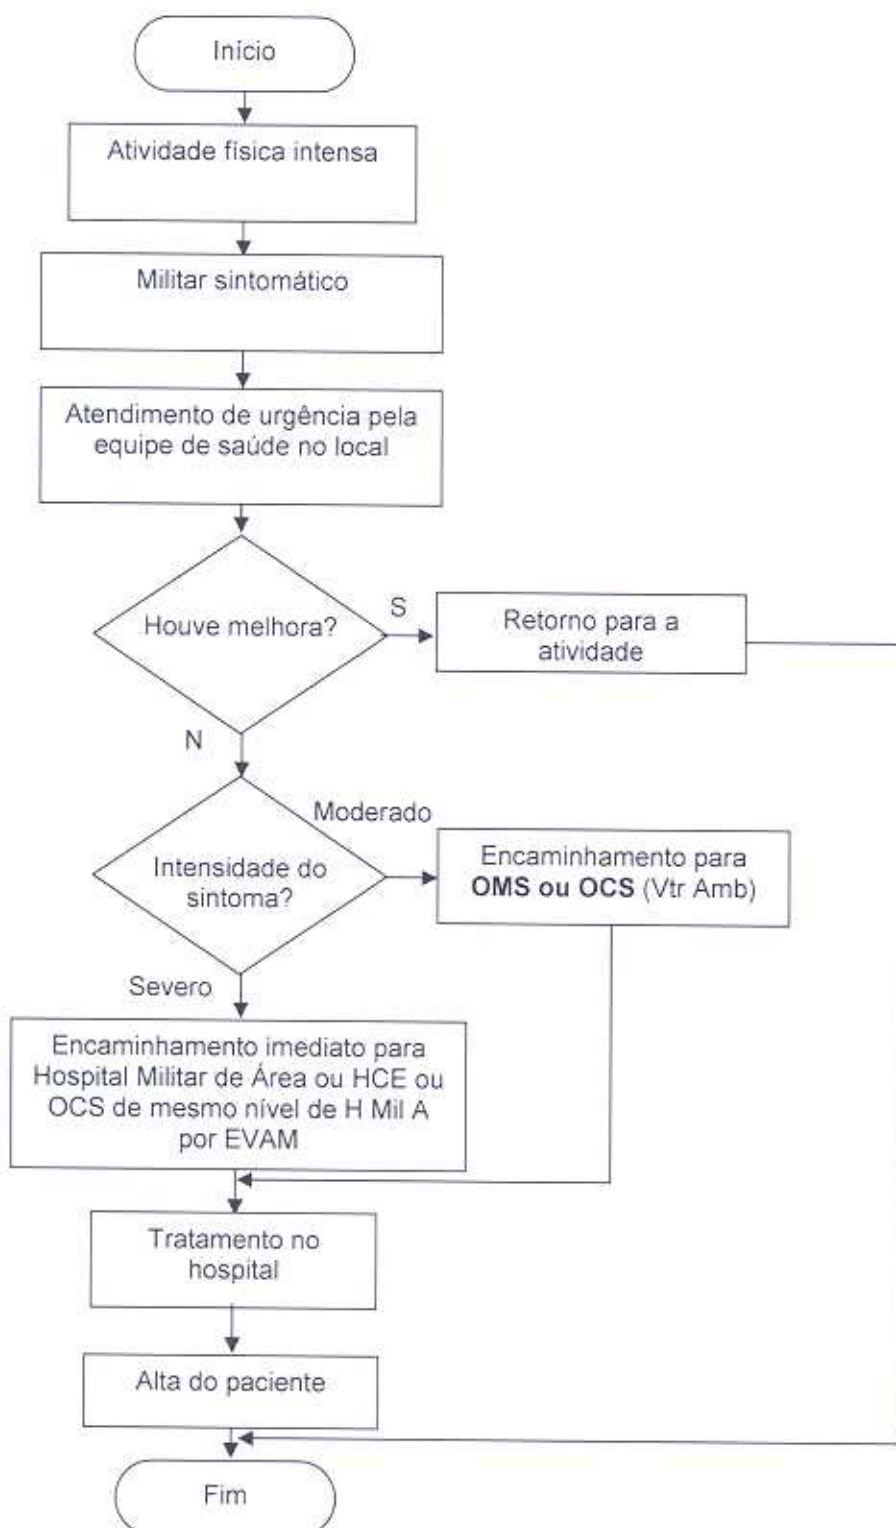 Início
Atividade física intensa
Militar sintomático
Atendimento de urgência pela
equipe de saúde no local
Houve melhora?
S
Retorno para a
atividade
N
Moderado
Intensidade do
sintoma?
Encaminhamento para
OMS ou OCS (Vtr Amb)
Severo
Encaminhamento imediato para
Hospital Militar de Área ou HCE ou
OCS de mesmo nível de H Mil A
por EVAM
Tratamento no
hospital
Alta do paciente
Fim